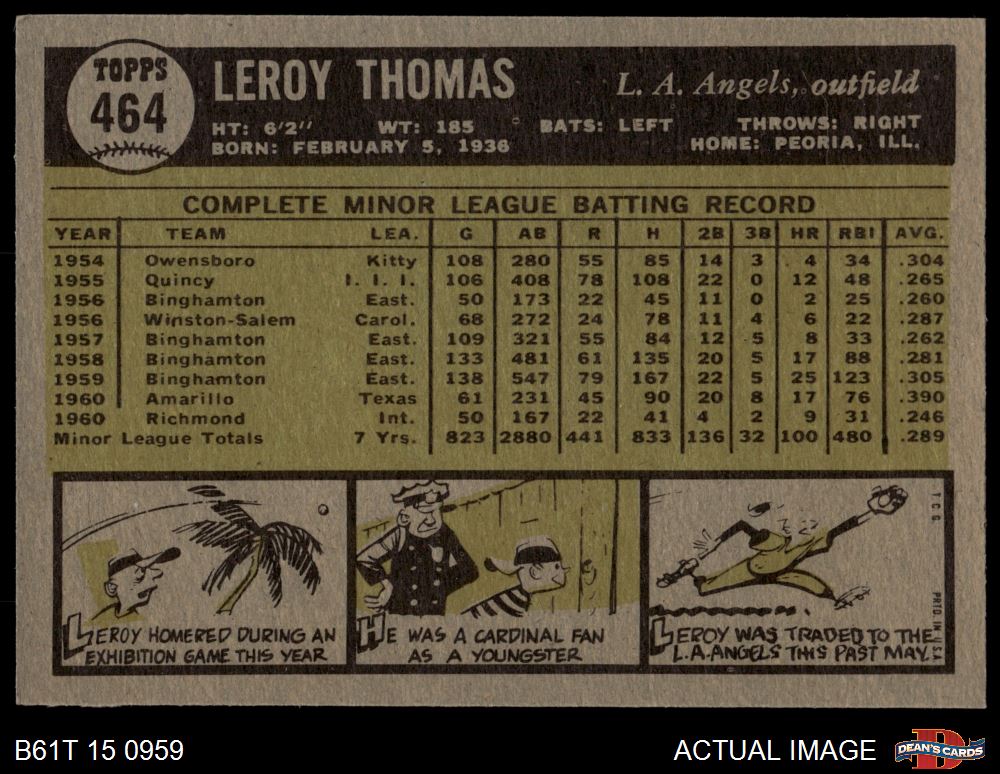 TOPPS
464
LEROY THOMAS
L. A. Angels, outfield
HT: 6'2" WT: 185 BATS: LEFT THROWS: RIGHT
BORN: FEBRUARY 5, 1936 HOME: PEORIA, ILL.
COMPLETE MINOR LEAGUE BATTING RECORD
YEAR TEAM LEA. G AB R H 2B 3B HR RBI AVG.
1954 Owensboro Kitty 108 280 55 85 14 3 4 34 .304
1955 Quincy I. I. I. 106 408 78 108 22 0 12 48 .265
1956 Binghamton East. 50 173 22 45 11 0 2 25 .260
1956 Winston-Salem Carol. 68 272 24 78 11 4 6 22 .287
1957 Binghamton East. 109 321 55 84 12 5 8 33 .262
1958 Binghamton East. 133 481 61 135 20 5 17 88 .281
1959 Binghamton East. 138 547 79 167 22 5 25 123 .305
1960 Amarillo Texas 61 231 45 90 20 8 17 76 .390
1960 Richmond Int. 50 167 22 41 4 2 9 31 .246
Minor League Totals 7 Yrs. 823 2880 441 833 136 32 100 480 .289
LEROY HOMERED DURING AN
EXHIBITION GAME THIS YEAR
HE WAS A CARDINAL FAN
AS A YOUNGSTER
LEROY WAS TRADED TO THE
L.A. ANGELS THIS PAST MAY.
T. C. G. PRTD. IN U.S.A.
B61T 15 0959
ACTUAL IMAGE
D
DEAN'S CARDS